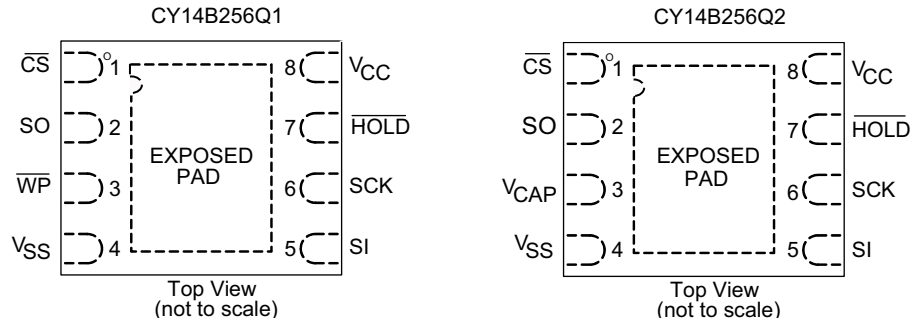 CY14B256Q1
CS 1 8 VCC
SO 2 7 HOLD
WP 3 6 SCK
VSS 4 5 SI
EXPOSED
PAD
Top View
(not to scale)
CY14B256Q2
CS 1 8 VCC
SO 2 7 HOLD
VCAP 3 6 SCK
VSS 4 5 SI
EXPOSED
PAD
Top View
(not to scale)